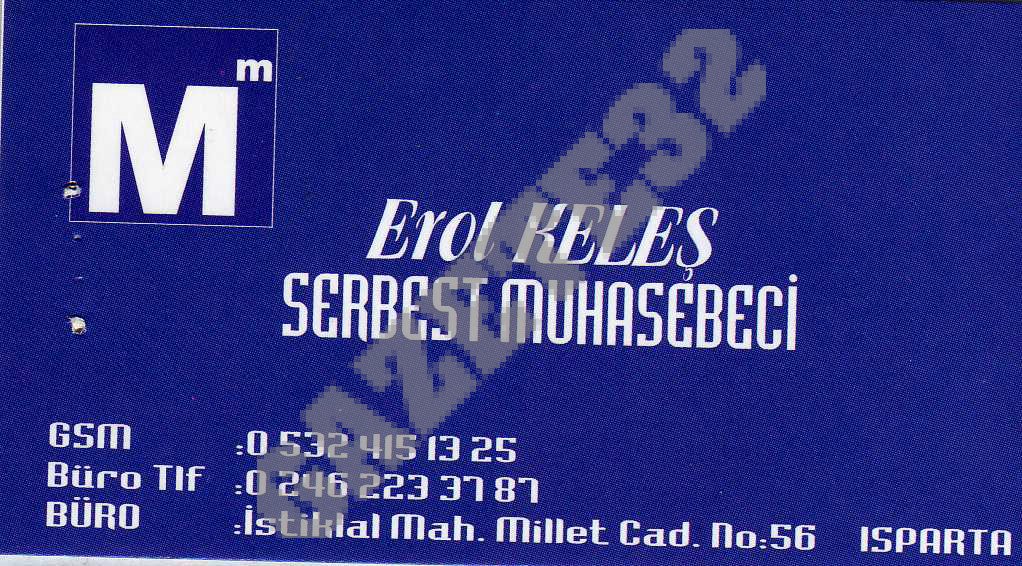 M m
Erol KELEŞ
SERBEST MUHASEBECİ
GSM :0 532 415 13 25
Büro Tlf :0 246 223 37 87
BÜRO :İstiklal Mah. Millet Cad. No:56 ISPARTA
GAZETE32